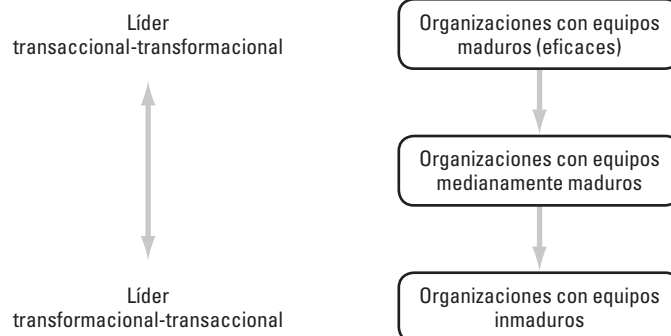 Líder
transaccional-transformacional
Organizaciones con equipos
maduros (eficaces)
Organizaciones con equipos
medianamente maduros
Líder
transformacional-transaccional
Organizaciones con equipos
inmaduros